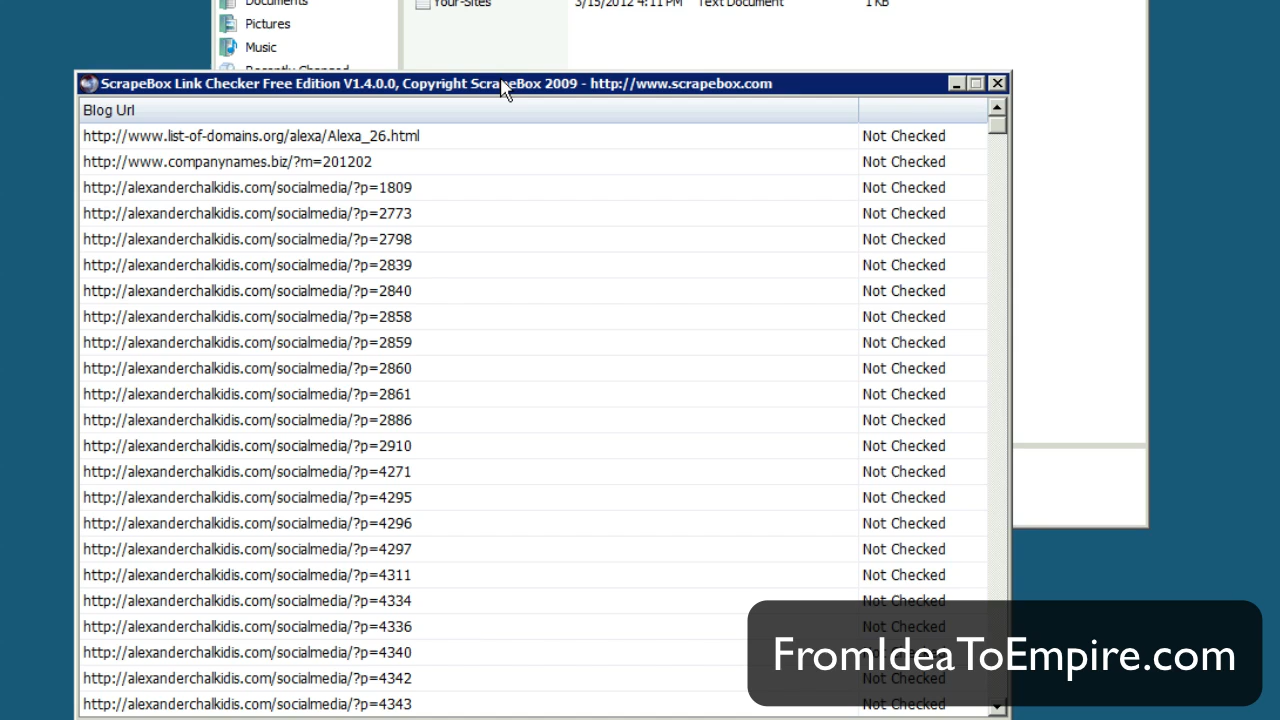 Documents
Your-Sites 3/15/2012 4:11 PM Text Document 1 KB
Pictures
Music
Recently Changed
ScrapeBox Link Checker Free Edition V1.4.0.0, Copyright ScrapeBox 2009 - http://www.scrapebox.com
Blog Url
http://www.list-of-domains.org/alexa/Alexa_26.html Not Checked
http://www.companynames.biz/?m=201202 Not Checked
http://alexanderchalkidis.com/socialmedia/?p=1809 Not Checked
http://alexanderchalkidis.com/socialmedia/?p=2773 Not Checked
http://alexanderchalkidis.com/socialmedia/?p=2798 Not Checked
http://alexanderchalkidis.com/socialmedia/?p=2839 Not Checked
http://alexanderchalkidis.com/socialmedia/?p=2840 Not Checked
http://alexanderchalkidis.com/socialmedia/?p=2858 Not Checked
http://alexanderchalkidis.com/socialmedia/?p=2859 Not Checked
http://alexanderchalkidis.com/socialmedia/?p=2860 Not Checked
http://alexanderchalkidis.com/socialmedia/?p=2861 Not Checked
http://alexanderchalkidis.com/socialmedia/?p=2886 Not Checked
http://alexanderchalkidis.com/socialmedia/?p=2910 Not Checked
http://alexanderchalkidis.com/socialmedia/?p=4271 Not Checked
http://alexanderchalkidis.com/socialmedia/?p=4295 Not Checked
http://alexanderchalkidis.com/socialmedia/?p=4296 Not Checked
http://alexanderchalkidis.com/socialmedia/?p=4297 Not Checked
http://alexanderchalkidis.com/socialmedia/?p=4311 Not Checked
http://alexanderchalkidis.com/socialmedia/?p=4334 Not Checked
http://alexanderchalkidis.com/socialmedia/?p=4336 Not Checked
http://alexanderchalkidis.com/socialmedia/?p=4340
FromIdeaToEmpire.com
http://alexanderchalkidis.com/socialmedia/?p=4342 Not Checked
http://alexanderchalkidis.com/socialmedia/?p=4343 Not Checked